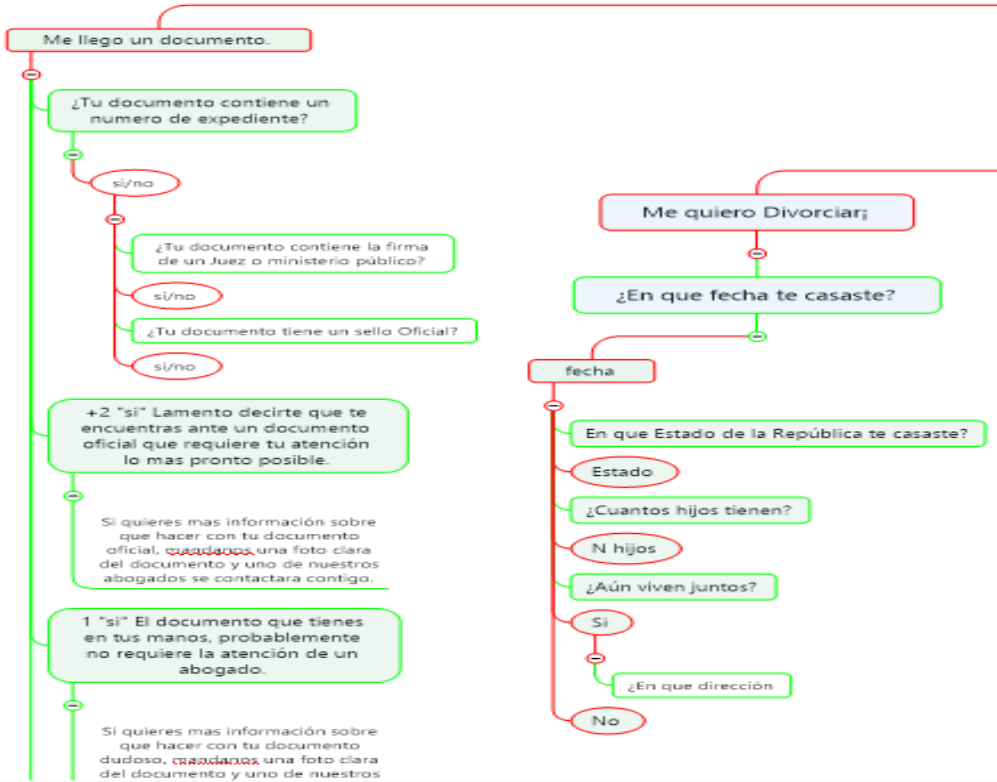 Me llego un documento.
¿Tu documento contiene un
numero de expediente?
si/no
¿Tu documento contiene la firma
de un Juez o ministerio público?
si/no
¿Tu documento tiene un sello Oficial?
si/no
+2 "si" Lamento decirte que te
encuentras ante un documento
oficial que requiere tu atención
lo mas pronto posible.
Si quieres mas información sobre
que hacer con tu documento
oficial, mandanos una foto clara
del documento y uno de nuestros
abogados se contactara contigo.
1 "si" El documento que tienes
en tus manos, probablemente
no requiere la atención de un
abogado.
Si quieres mas información sobre
que hacer con tu documento
dudoso, mandanos una foto clara
del documento y uno de nuestros
Me quiero Divorciar¡
¿En que fecha te casaste?
fecha
En que Estado de la República te casaste?
Estado
¿Cuantos hijos tienen?
N hijos
¿Aún viven juntos?
Si
¿En que dirección
No